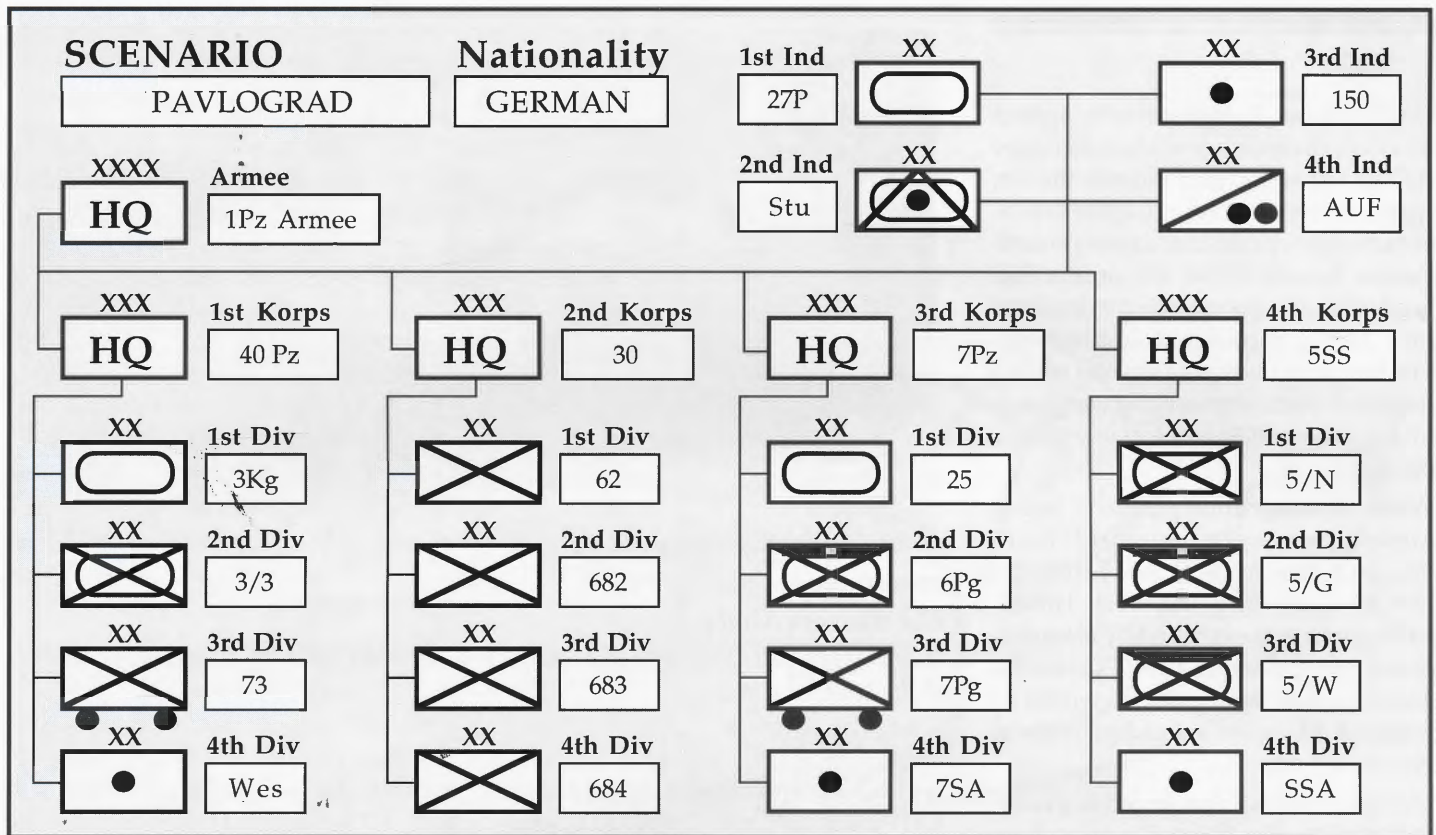 SCENARIO Nationality
PAVLOGRAD GERMAN
1st Ind XX XX 3rd Ind
27P 150
2nd Ind XX XX 4th Ind
Stu AUF
XXXX Armee
HQ 1Pz Armee
XXX 1st Korps XXX 2nd Korps XXX 3rd Korps XXX 4th Korps
HQ 40 Pz HQ 30 HQ 7Pz HQ 5SS
XX 1st Div XX 1st Div XX 1st Div XX 1st Div
3Kg 62 25 5/N
XX 2nd Div XX 2nd Div XX 2nd Div XX 2nd Div
3/3 682 6Pg 5/G
XX 3rd Div XX 3rd Div XX 3rd Div XX 3rd Div
73 683 7Pg 5/W
XX 4th Div XX 4th Div XX 4th Div XX 4th Div
Wes 684 7SA SSA